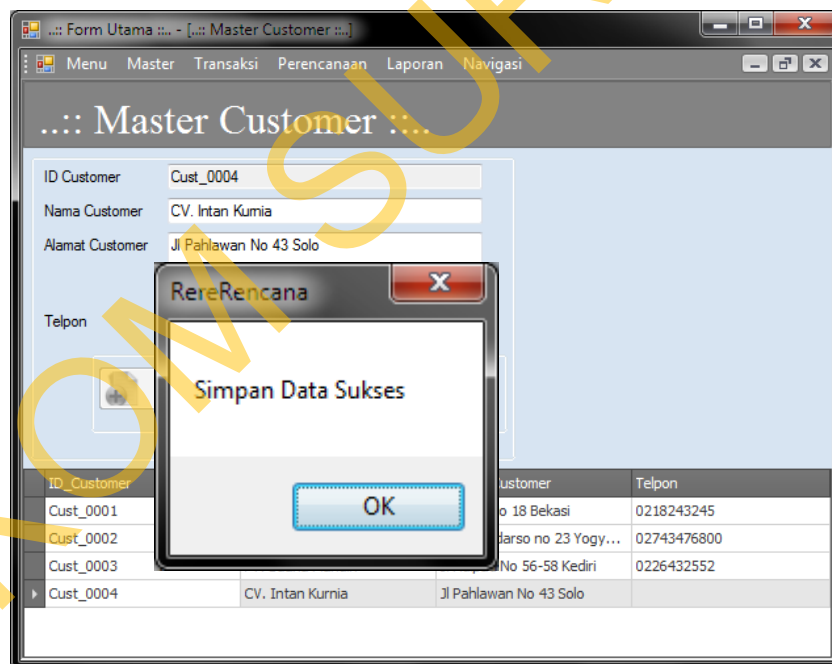 ..:: Form Utama ::.. - [..:: Master Customer ::..]
Menu Master Transaksi Perencanaan Laporan Navigasi
..:: Master Customer ::..
ID Customer Cust_0004
Nama Customer CV. Intan Kurnia
Alamat Customer Jl Pahlawan No 43 Solo
RereRencana
Telpon
Simpan Data Sukses
OK
ID_Customer Customer Telpon
Cust_0001 no 18 Bekasi 0218243245
Cust_0002 no 23 Yogy... 02743476800
Cust_0003 No 56-58 Kediri 0226432552
Cust_0004 CV. Intan Kurnia Jl Pahlawan No 43 Solo